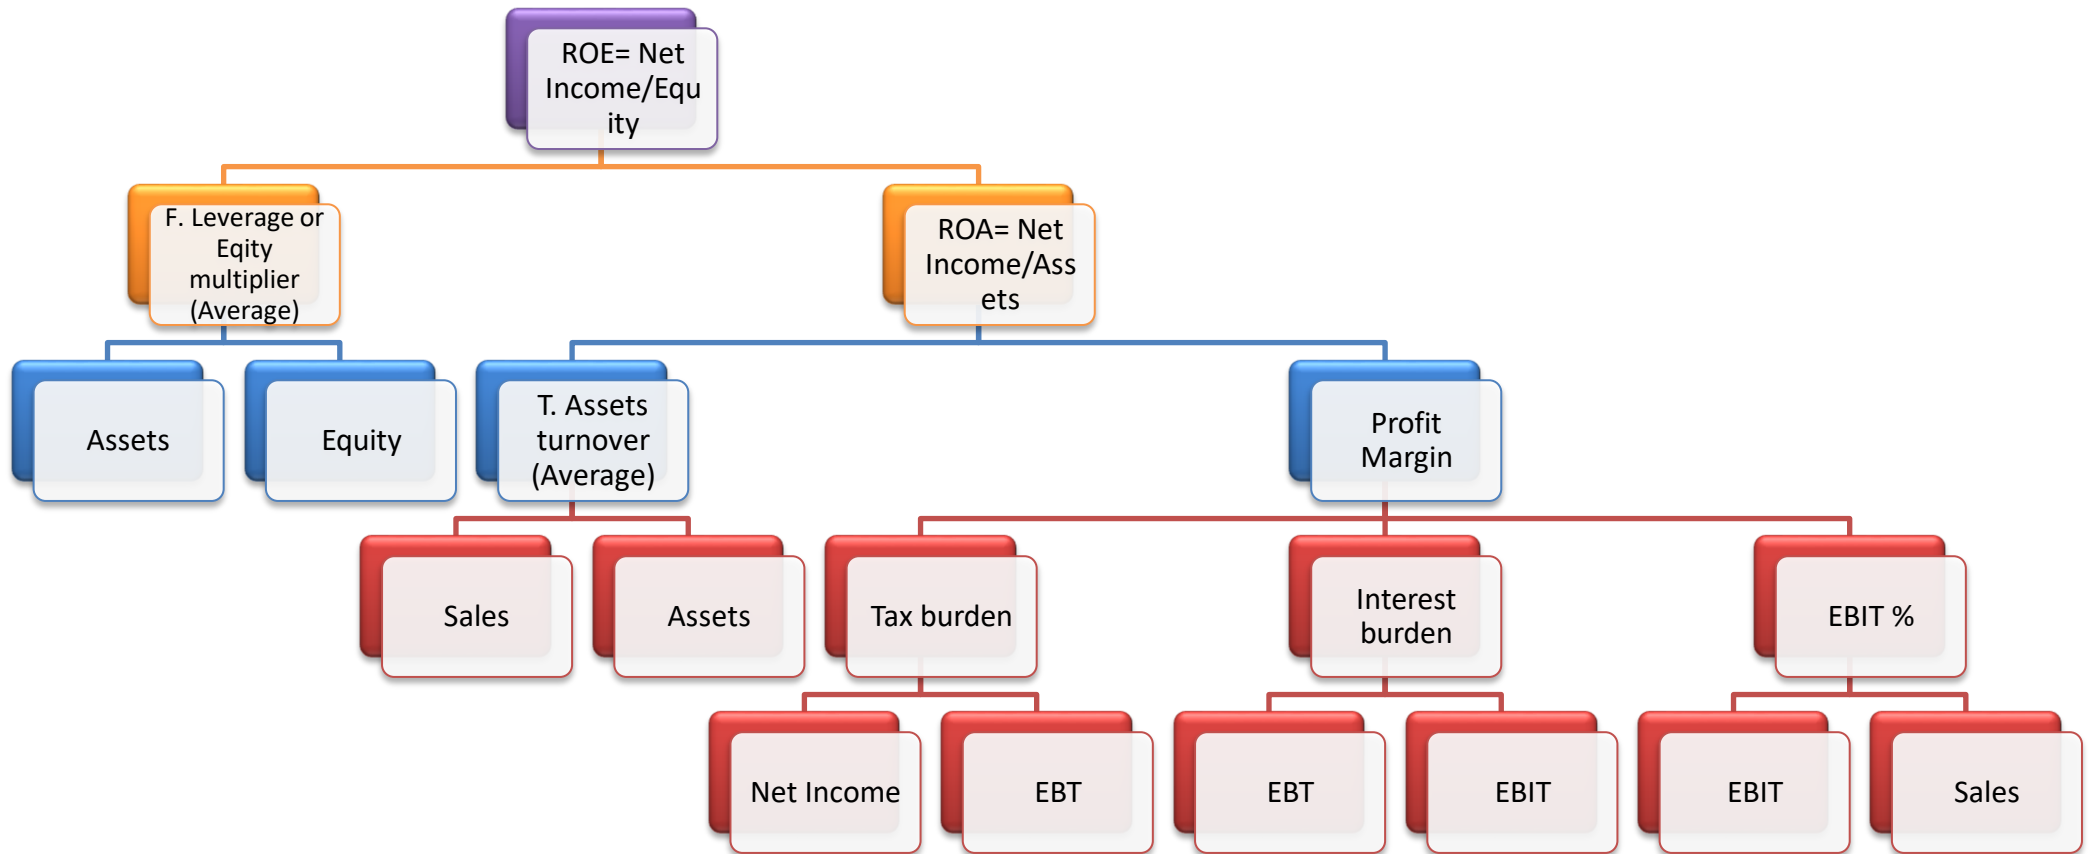 ROE= Net
Income/Equ
ity
F. Leverage or
Eqity
multiplier
(Average)
ROA= Net
Income/Ass
ets
Assets
Equity
T. Assets
turnover
(Average)
Profit
Margin
Sales
Assets
Tax burden
Interest
burden
EBIT %
Net Income
EBT
EBT
EBIT
EBIT
Sales